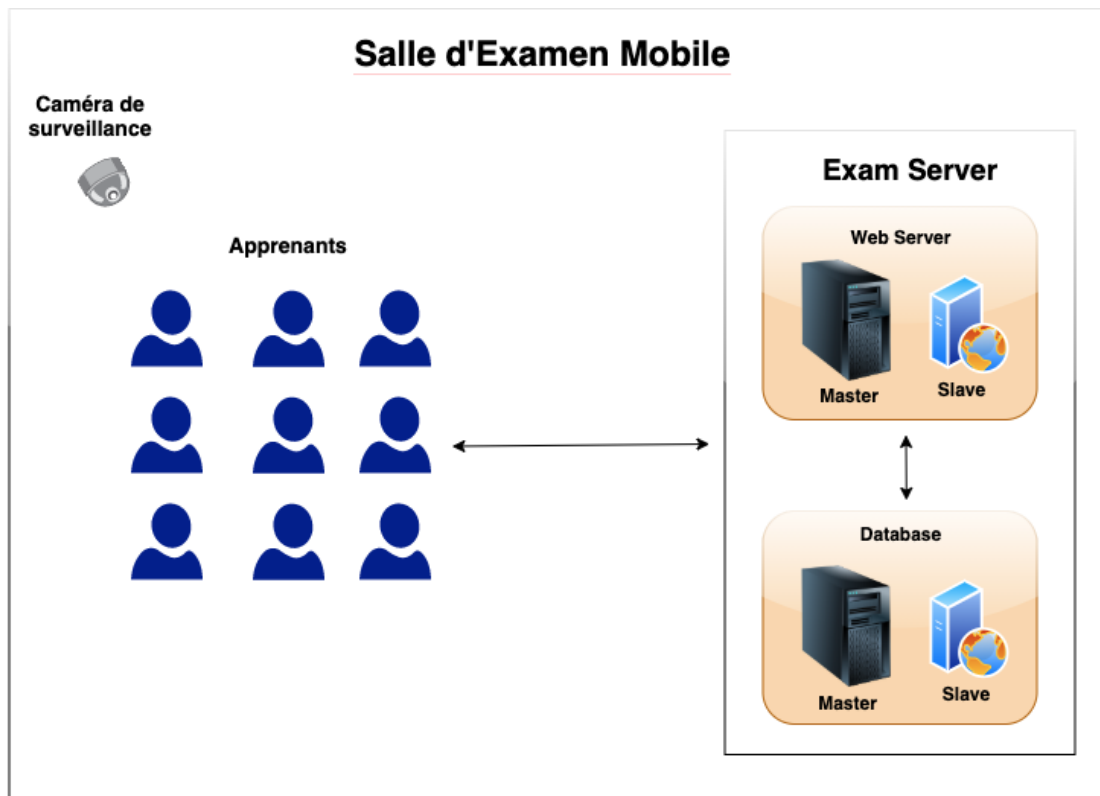 Salle d'Examen Mobile
Caméra de
surveillance
Apprenants
Exam Server
Web Server
Master
Slave
Database
Master
Slave